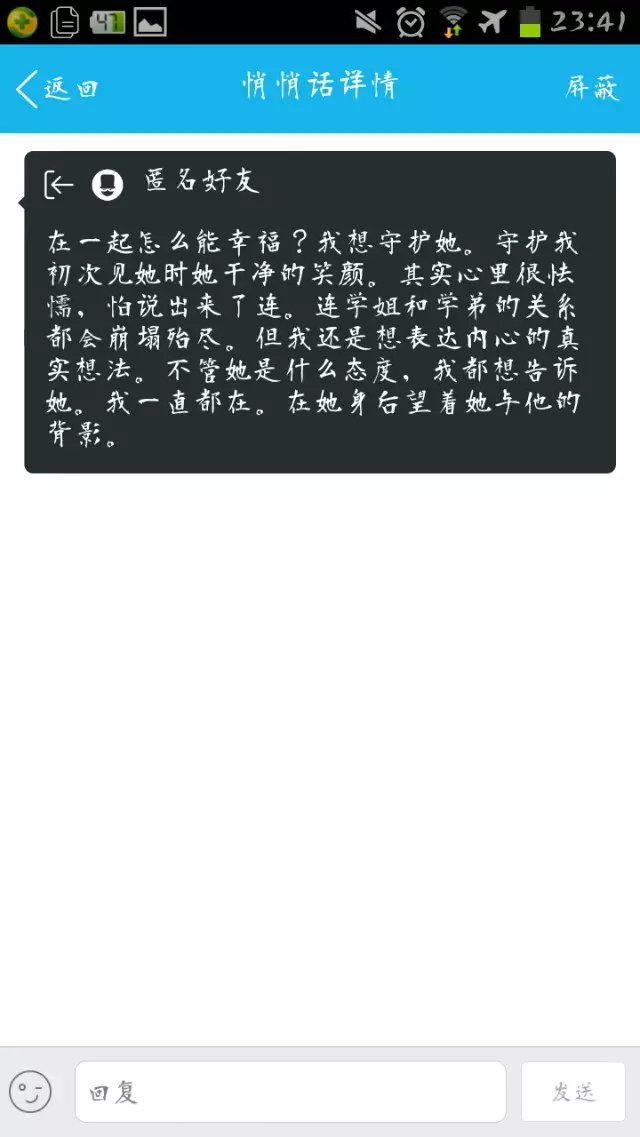 47 23:41
返回 悄悄话详情 屏蔽
匿名好友
在一起怎么能幸福？我想守护她。守护我
初次见她时她干净的笑颜。其实心里很怯
懦，怕说出来了连。连学姐和学弟的关系
都会崩塌殆尽。但我还是想表达内心的真
实想法。不管她是什么态度，我都想告诉
她。我一直都在。在她身后望着她与他的
背影。
回复 发送